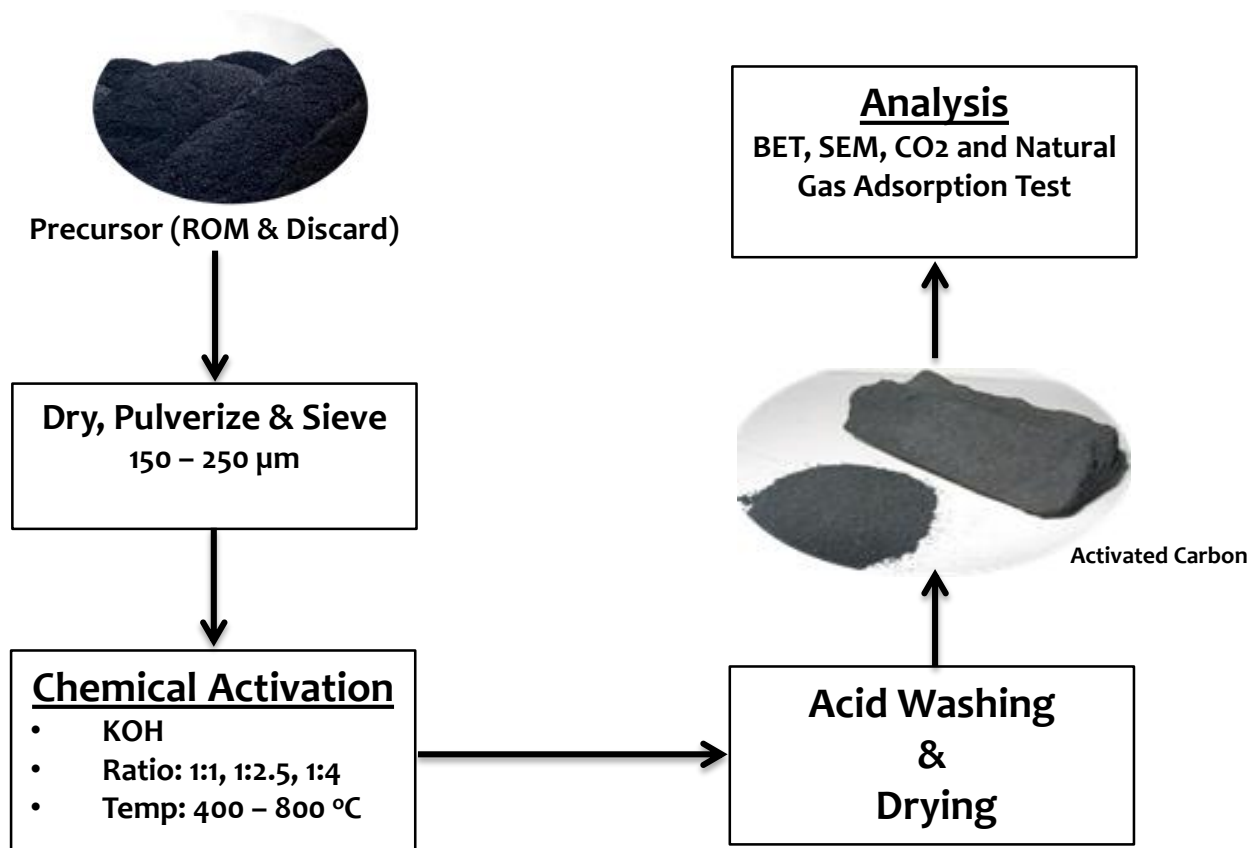 Precursor (ROM & Discard)
Dry, Pulverize & Sieve
150 – 250 µm
Chemical Activation
• KOH
• Ratio: 1:1, 1:2.5, 1:4
• Temp: 400 – 800 ºC
Acid Washing
&
Drying
Activated Carbon
Analysis
BET, SEM, CO2 and Natural
Gas Adsorption Test